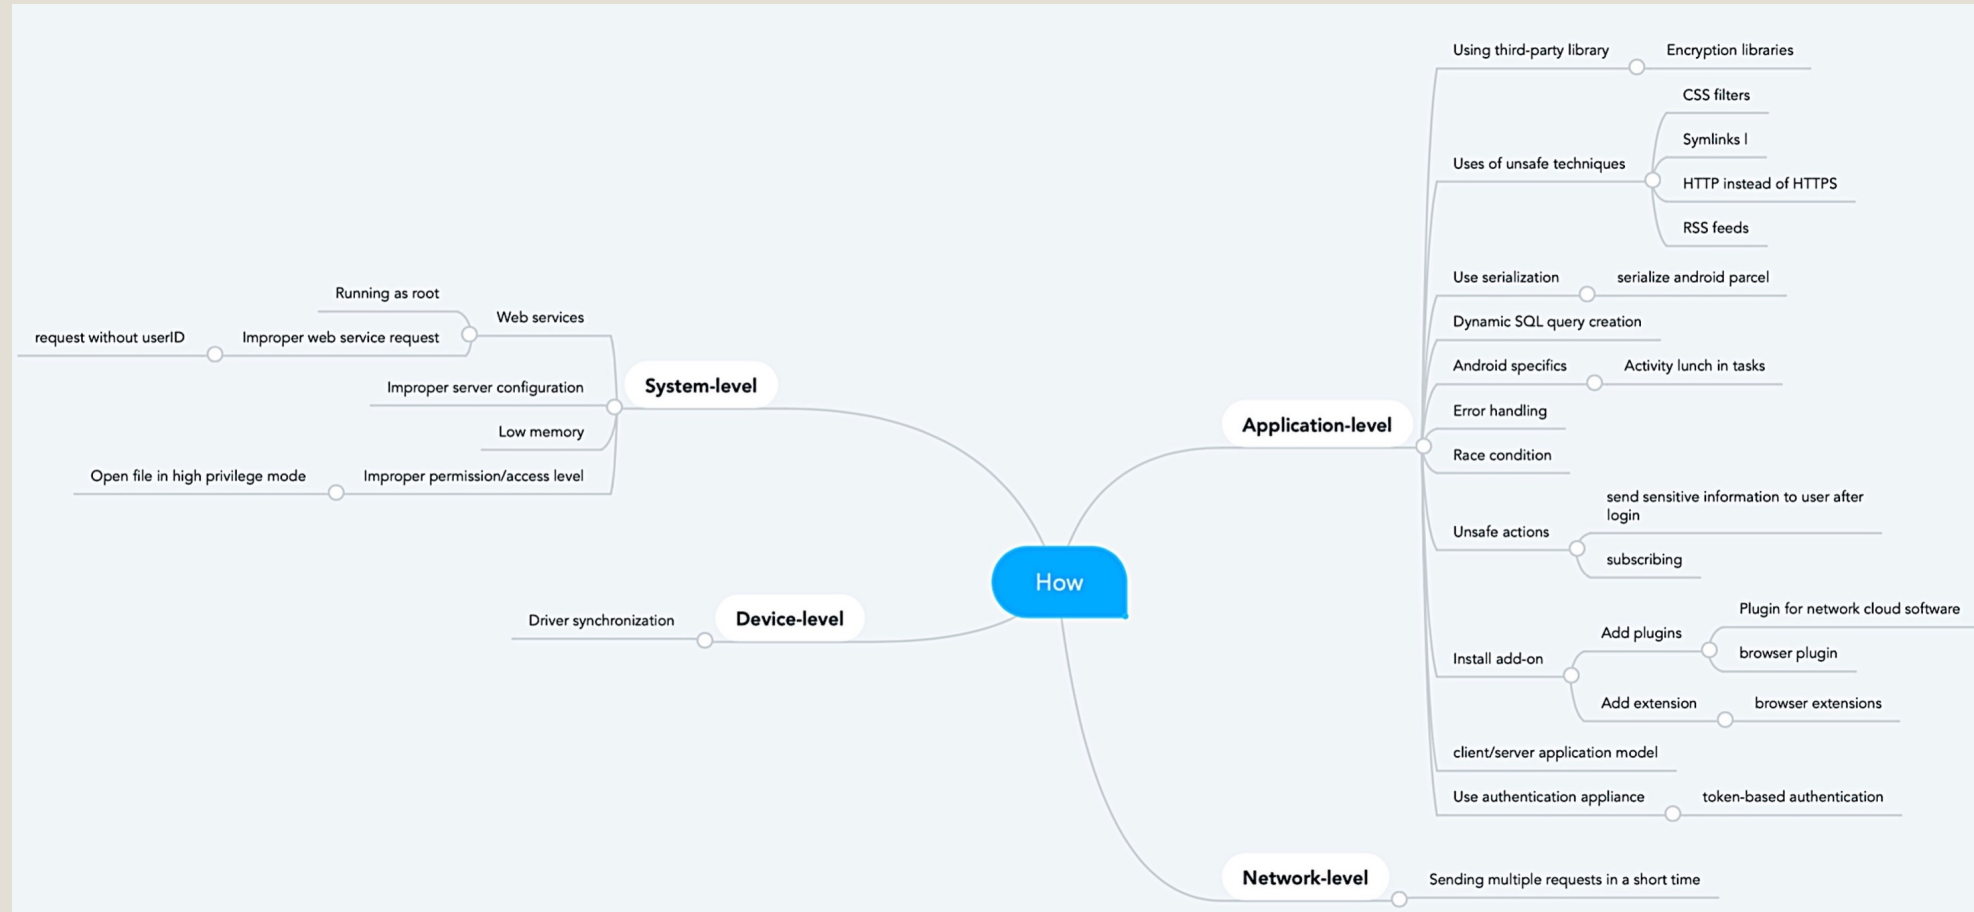 Using third-party library
Encryption libraries
CSS filters
Symlinks l
Uses of unsafe techniques
HTTP instead of HTTPS
RSS feeds
Use serialization
serialize android parcel
Dynamic SQL query creation
Android specifics
Activity lunch in tasks
Error handling
Application-level
Race condition
send sensitive information to user after
login
Unsafe actions
subscribing
Plugin for network cloud software
Add plugins
browser plugin
Install add-on
Add extension
browser extensions
client/server application model
Use authentication appliance
token-based authentication
Network-level
Sending multiple requests in a short time
How
Running as root
Web services
request without userID
Improper web service request
System-level
Improper server configuration
Low memory
Open file in high privilege mode
Improper permission/access level
Driver synchronization
Device-level